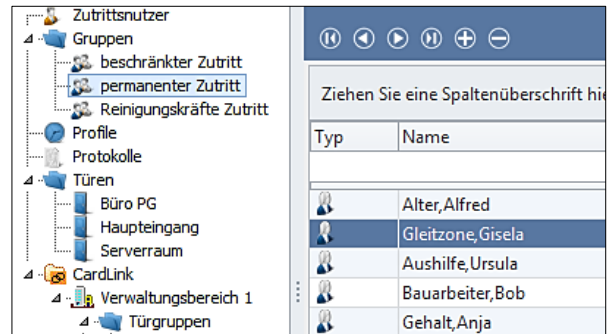 Zutrittsnutzer
Gruppen
beschränkter Zutritt
permanenter Zutritt
Reinigungskräfte Zutritt
Profile
Protokolle
Türen
Büro PG
Haupteingang
Serverraum
CardLink
Verwaltungsbereich 1
Türgruppen
Ziehen Sie eine Spaltenüberschrift hie
Typ Name
Alter,Alfred
Gleitzone,Gisela
Aushilfe,Ursula
Bauarbeiter,Bob
Gehalt,Anja